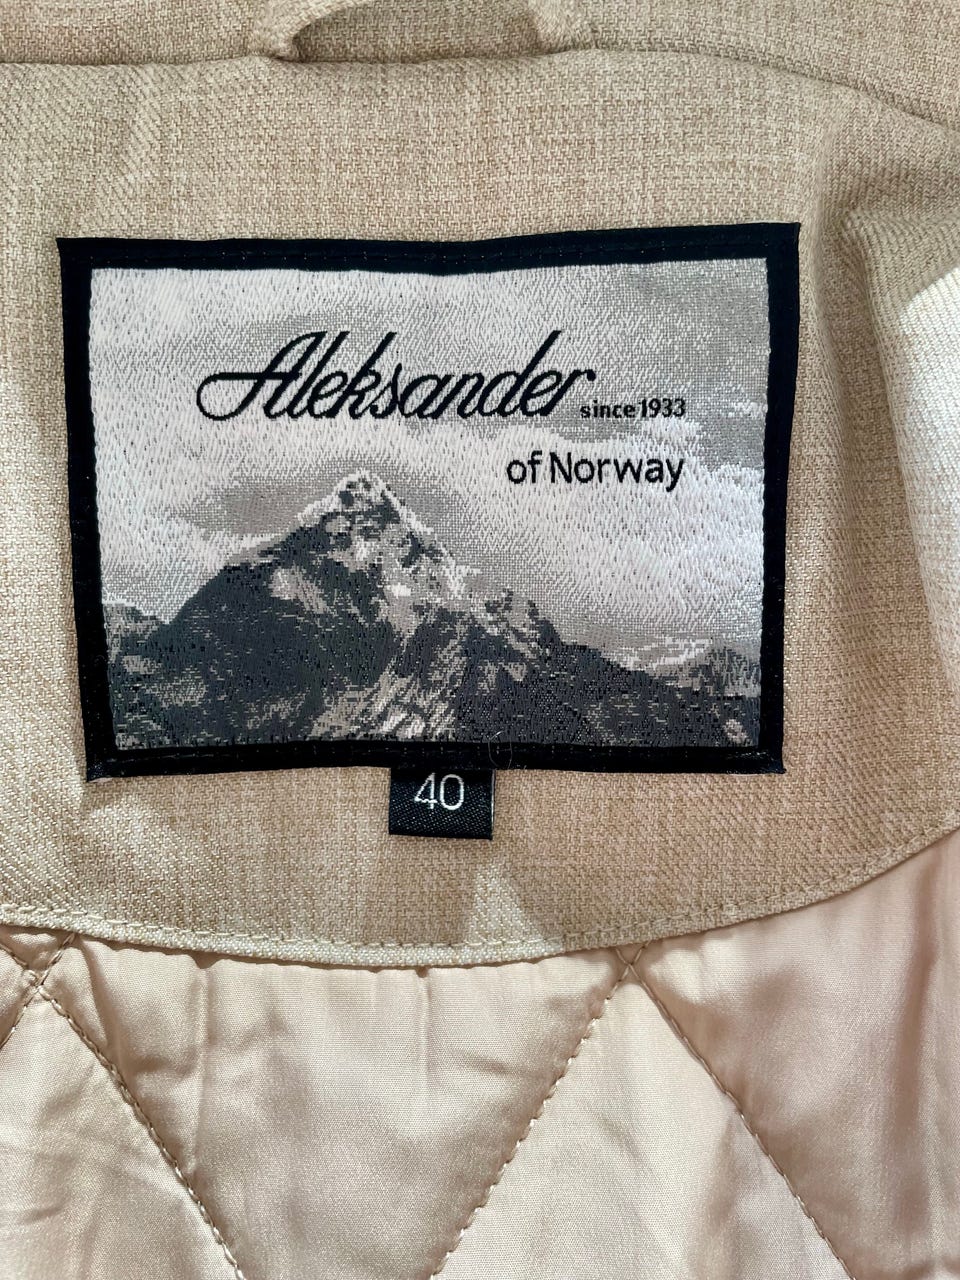 Aleksander since 1933
of Norway
40